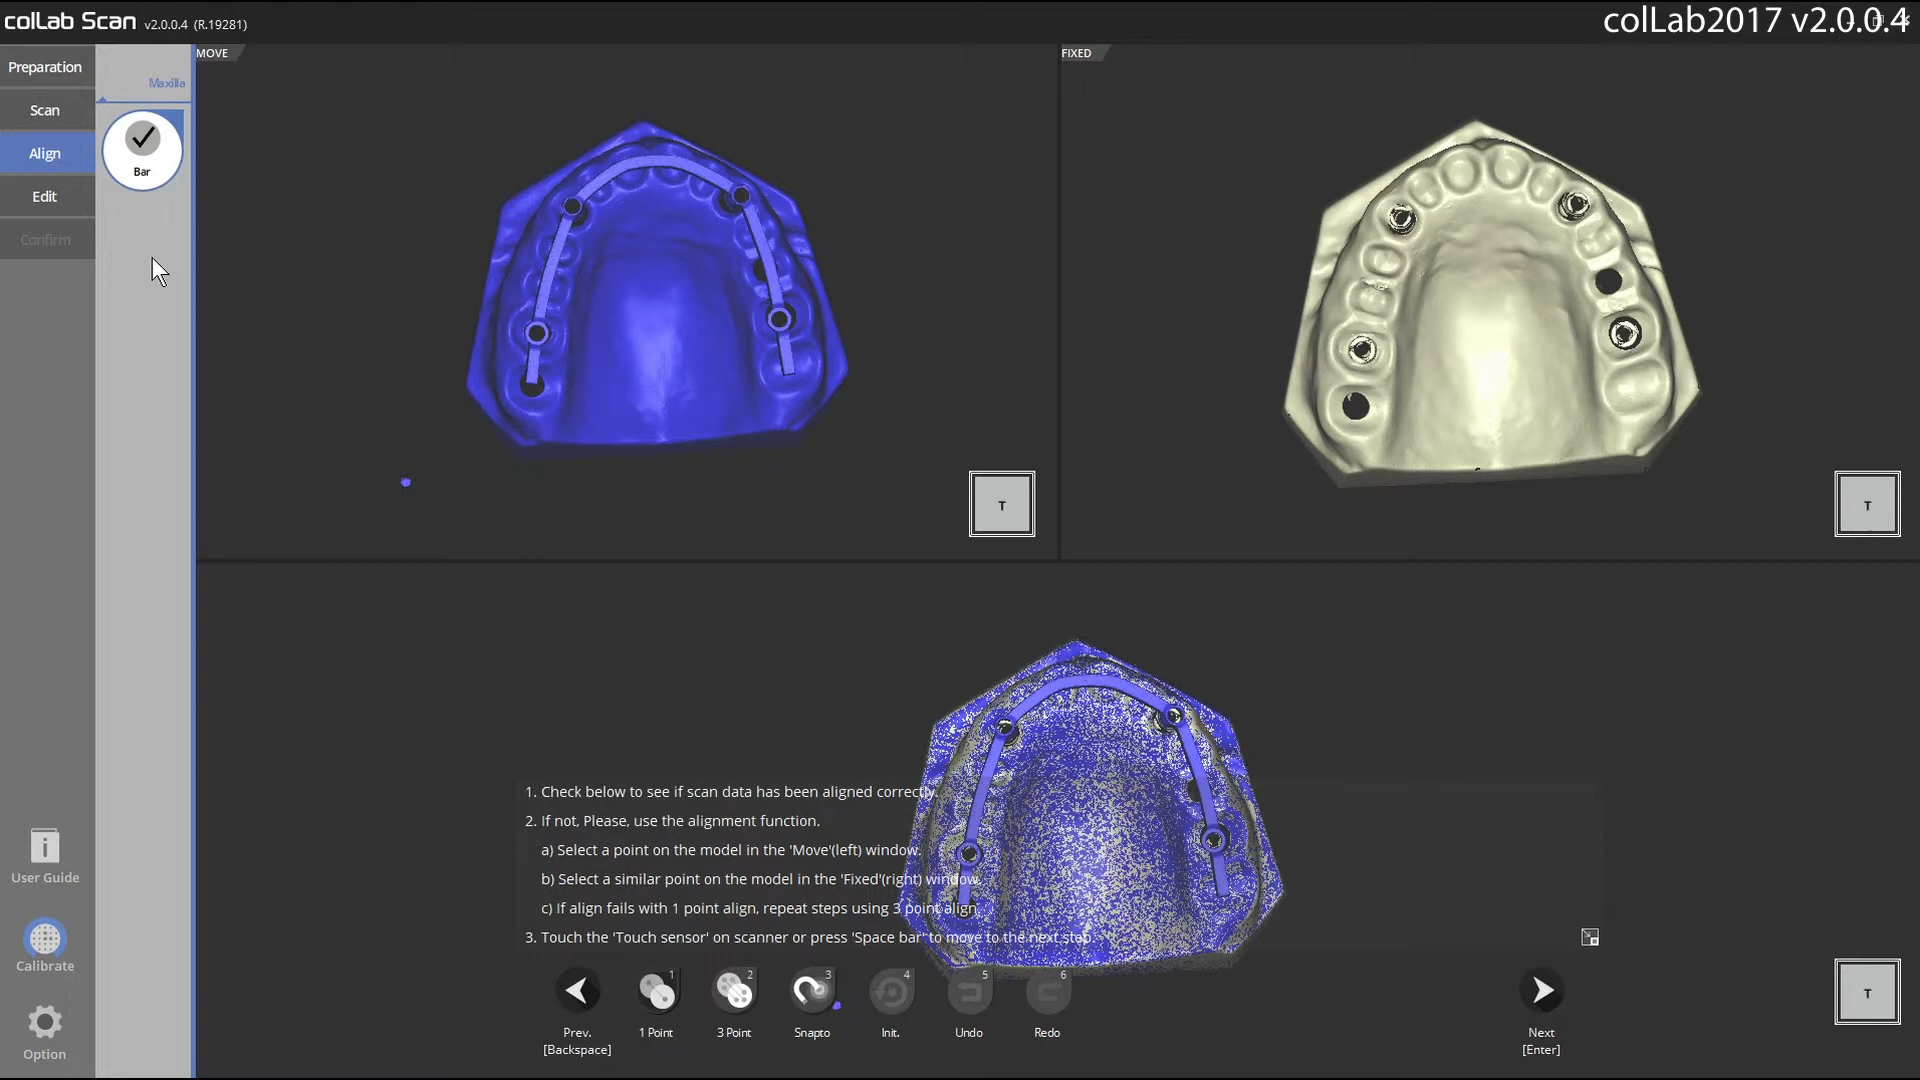 colLab Scan v2.0.0.4 (R.19281)
colLab2017 v2.0.0.4
Preparation
Scan
Align
Edit
Confirm
Maxilla
Bar
MOVE
FIXED
T
T
1. Check below to see if scan data has been aligned correctly.
2. If not, Please, use the alignment function.
a) Select a point on the model in the 'Move'(left) window.
b) Select a similar point on the model in the 'Fixed'(right) window.
c) If align fails with 1 point align, repeat steps using 3 point align.
3. Touch the 'Touch sensor' on scanner or press 'Space bar' to move to the next step.
User Guide
Calibrate
Option
1 2 3 4 5 6
Prev. 1 Point 3 Point Snapto Init. Undo Redo Next
[Backspace] [Enter]
T